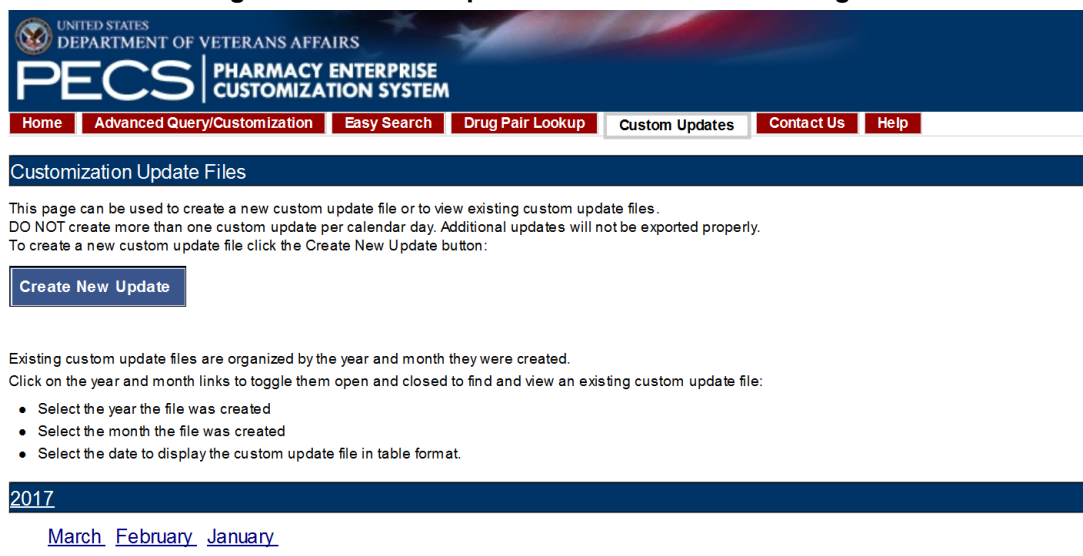 UNITED STATES
DEPARTMENT OF VETERANS AFFAIRS
PECS
PHARMACY ENTERPRISE
CUSTOMIZATION SYSTEM
Home Advanced Query/Customization Easy Search Drug Pair Lookup Custom Updates Contact Us Help
Customization Update Files
This page can be used to create a new custom update file or to view existing custom update files.
DO NOT create more than one custom update per calendar day. Additional updates will not be exported properly.
To create a new custom update file click the Create New Update button:
Create New Update
Existing custom update files are organized by the year and month they were created.
Click on the year and month links to toggle them open and closed to find and view an existing custom update file:
• Select the year the file was created
• Select the month the file was created
• Select the date to display the custom update file in table format.
2017
March February January